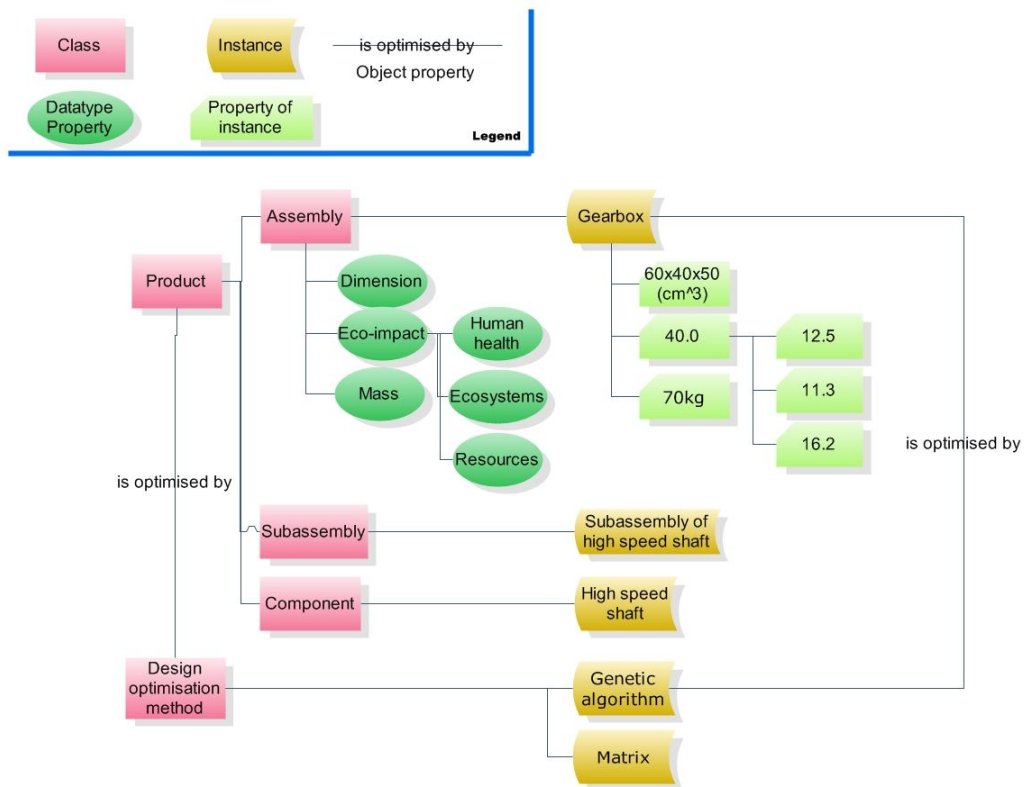 Class
Instance
is optimised by
Object property
Datatype
Property
Property of
instance
Legend
Assembly
Gearbox
Product
Dimension
60x40x50
(cm^3)
Eco-impact
Human
health
40.0
12.5
Mass
Ecosystems
70kg
11.3
Resources
16.2
is optimised by
is optimised by
Subassembly
Subassembly of
high speed shaft
Component
High speed
shaft
Design
optimisation
method
Genetic
algorithm
Matrix